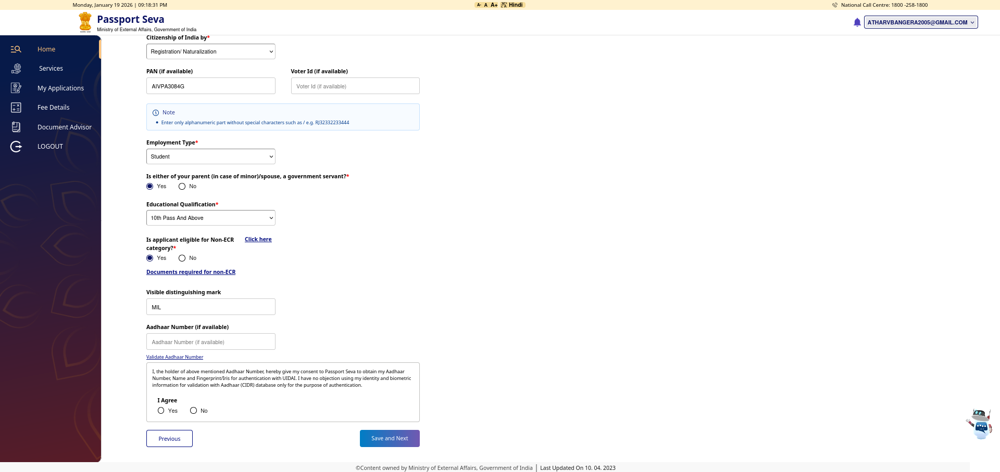 Monday, January 19 2026 | 09:18:31 PM
A- A A+ Hindi
National Call Centre: 1800 -258-1800
Passport Seva
Ministry of External Affairs, Government of India
ATHARVBANGERA2005@GMAIL.COM
Home
Services
My Applications
Fee Details
Document Advisor
LOGOUT
Citizenship of India by*
Registration/ Naturalization
PAN (if available) Voter Id (if available)
AIVPA3084G Voter Id (if available)
Note
• Enter only alphanumeric part without special characters such as / e.g. RJ32332233444
Employment Type*
Student
Is either of your parent (in case of minor)/spouse, a government servant?*
Yes No
Educational Qualification*
10th Pass And Above
Is applicant eligible for Non-ECR Click here
category?*
Yes No
Documents required for non-ECR
Visible distinguishing mark
MIL
Aadhaar Number (if available)
Aadhaar Number (if available)
Validate Aadhaar Number
I, the holder of above mentioned Aadhaar Number, hereby give my consent to Passport Seva to obtain my Aadhaar
Number, Name and Fingerprint/Iris for authentication with UIDAI. I have no objection using my identity and biometric
information for validation with Aadhaar (CIDR) database only for the purpose of authentication.
I Agree
Yes No
Previous Save and Next
©Content owned by Ministry of External Affairs, Government of India | Last Updated On 10. 04. 2023